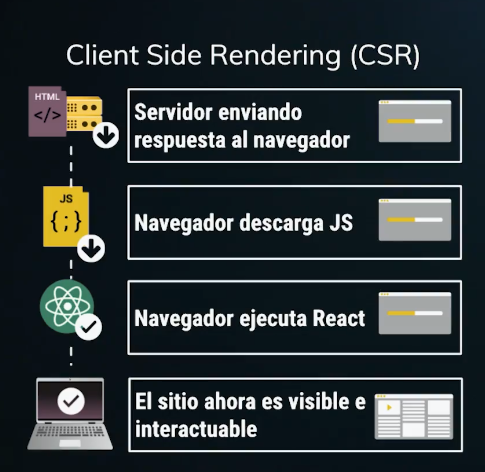 Client Side Rendering (CSR)
HTML
</>
Servidor enviando
respuesta al navegador
JS
{;}
Navegador descarga JS
Navegador ejecuta React
El sitio ahora es visible e
interactuable